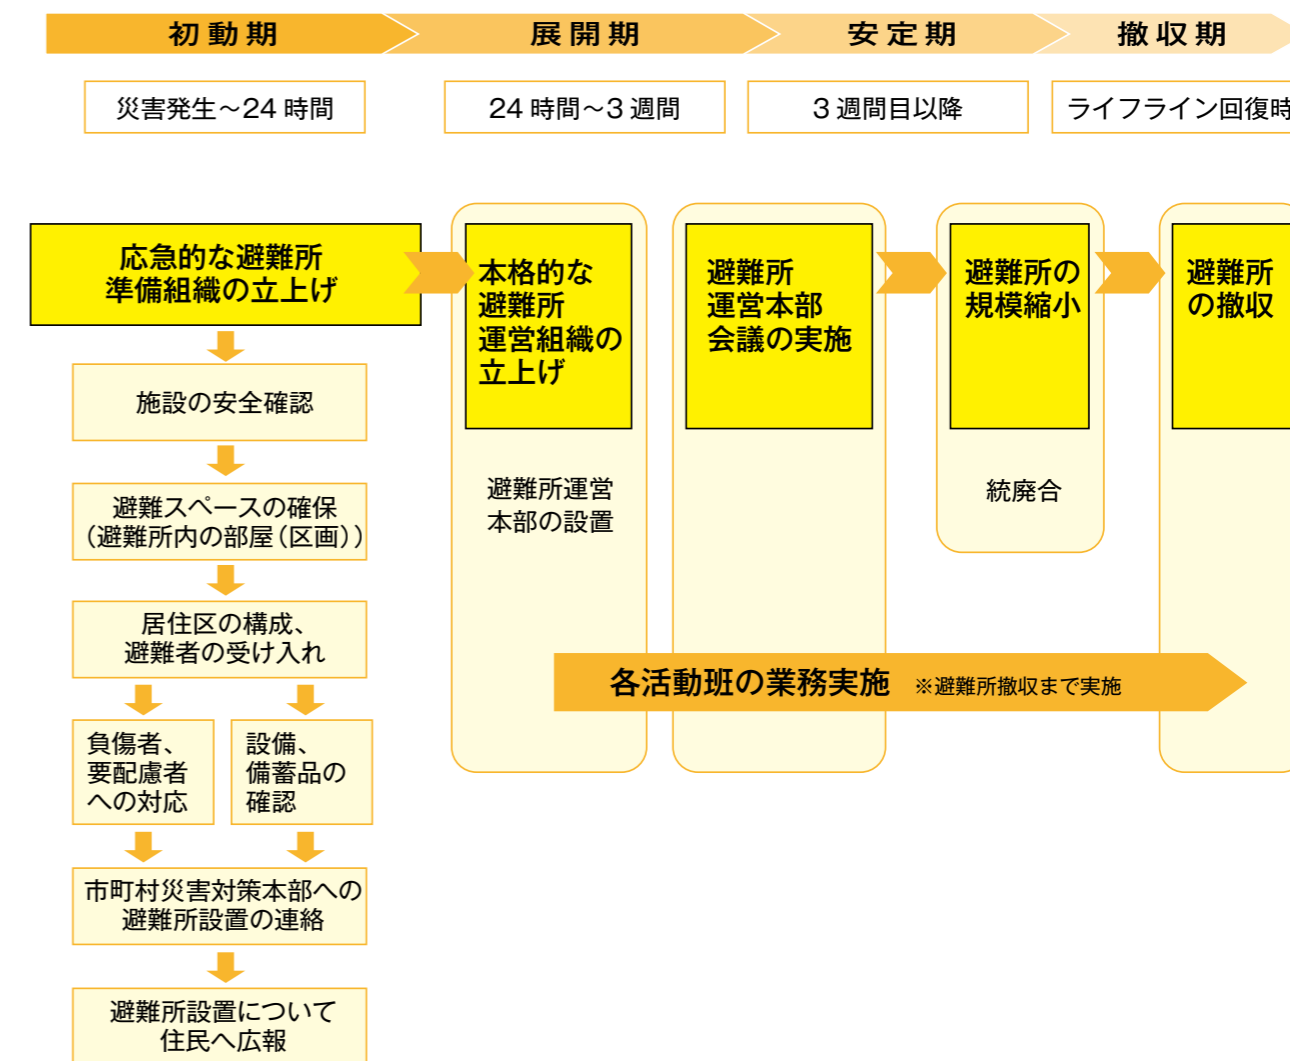 初動期
展開期
安定期
撤収期
災害発生～24 時間
24 時間～3 週間
3 週間目以降
ライフライン回復時
応急的な避難所
準備組織の立上げ
施設の安全確認
避難スペースの確保
（避難所内の部屋（区画））
居住区の構成、
避難者の受け入れ
負傷者、
要配慮者
への対応
設備、
備蓄品の
確認
市町村災害対策本部への
避難所設置の連絡
避難所設置について
住民へ広報
本格的な
避難所
運営組織の
立上げ
避難所運営
本部の設置
避難所
運営本部
会議の実施
避難所の
規模縮小
統廃合
避難所
の撤収
各活動班の業務実施 ※避難所撤収まで実施